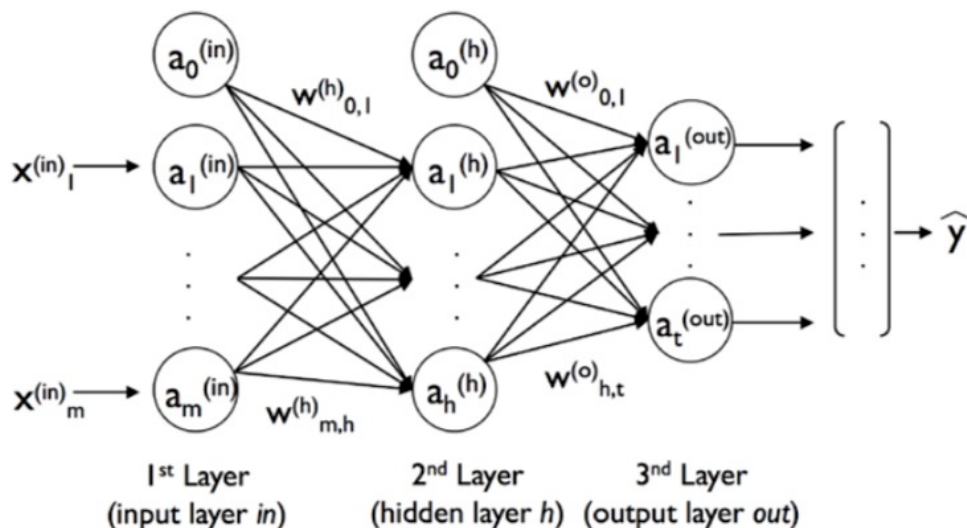 a₀⁽ⁱⁿ⁾ a₀⁽ʰ⁾
w⁽ʰ⁾₀,₁ w⁽ᵒ⁾₀,₁
x⁽ⁱⁿ⁾₁ a₁⁽ⁱⁿ⁾ a₁⁽ʰ⁾ a₁⁽ᵒᵘᵗ⁾
ŷ
aₜ⁽ᵒᵘᵗ⁾
x⁽ⁱⁿ⁾ₘ aₘ⁽ⁱⁿ⁾ w⁽ʰ⁾ₘ,ₕ aₕ⁽ʰ⁾ w⁽ᵒ⁾ₕ,ₜ
1ˢᵗ Layer 2ⁿᵈ Layer 3ⁿᵈ Layer
(input layer in) (hidden layer h) (output layer out)